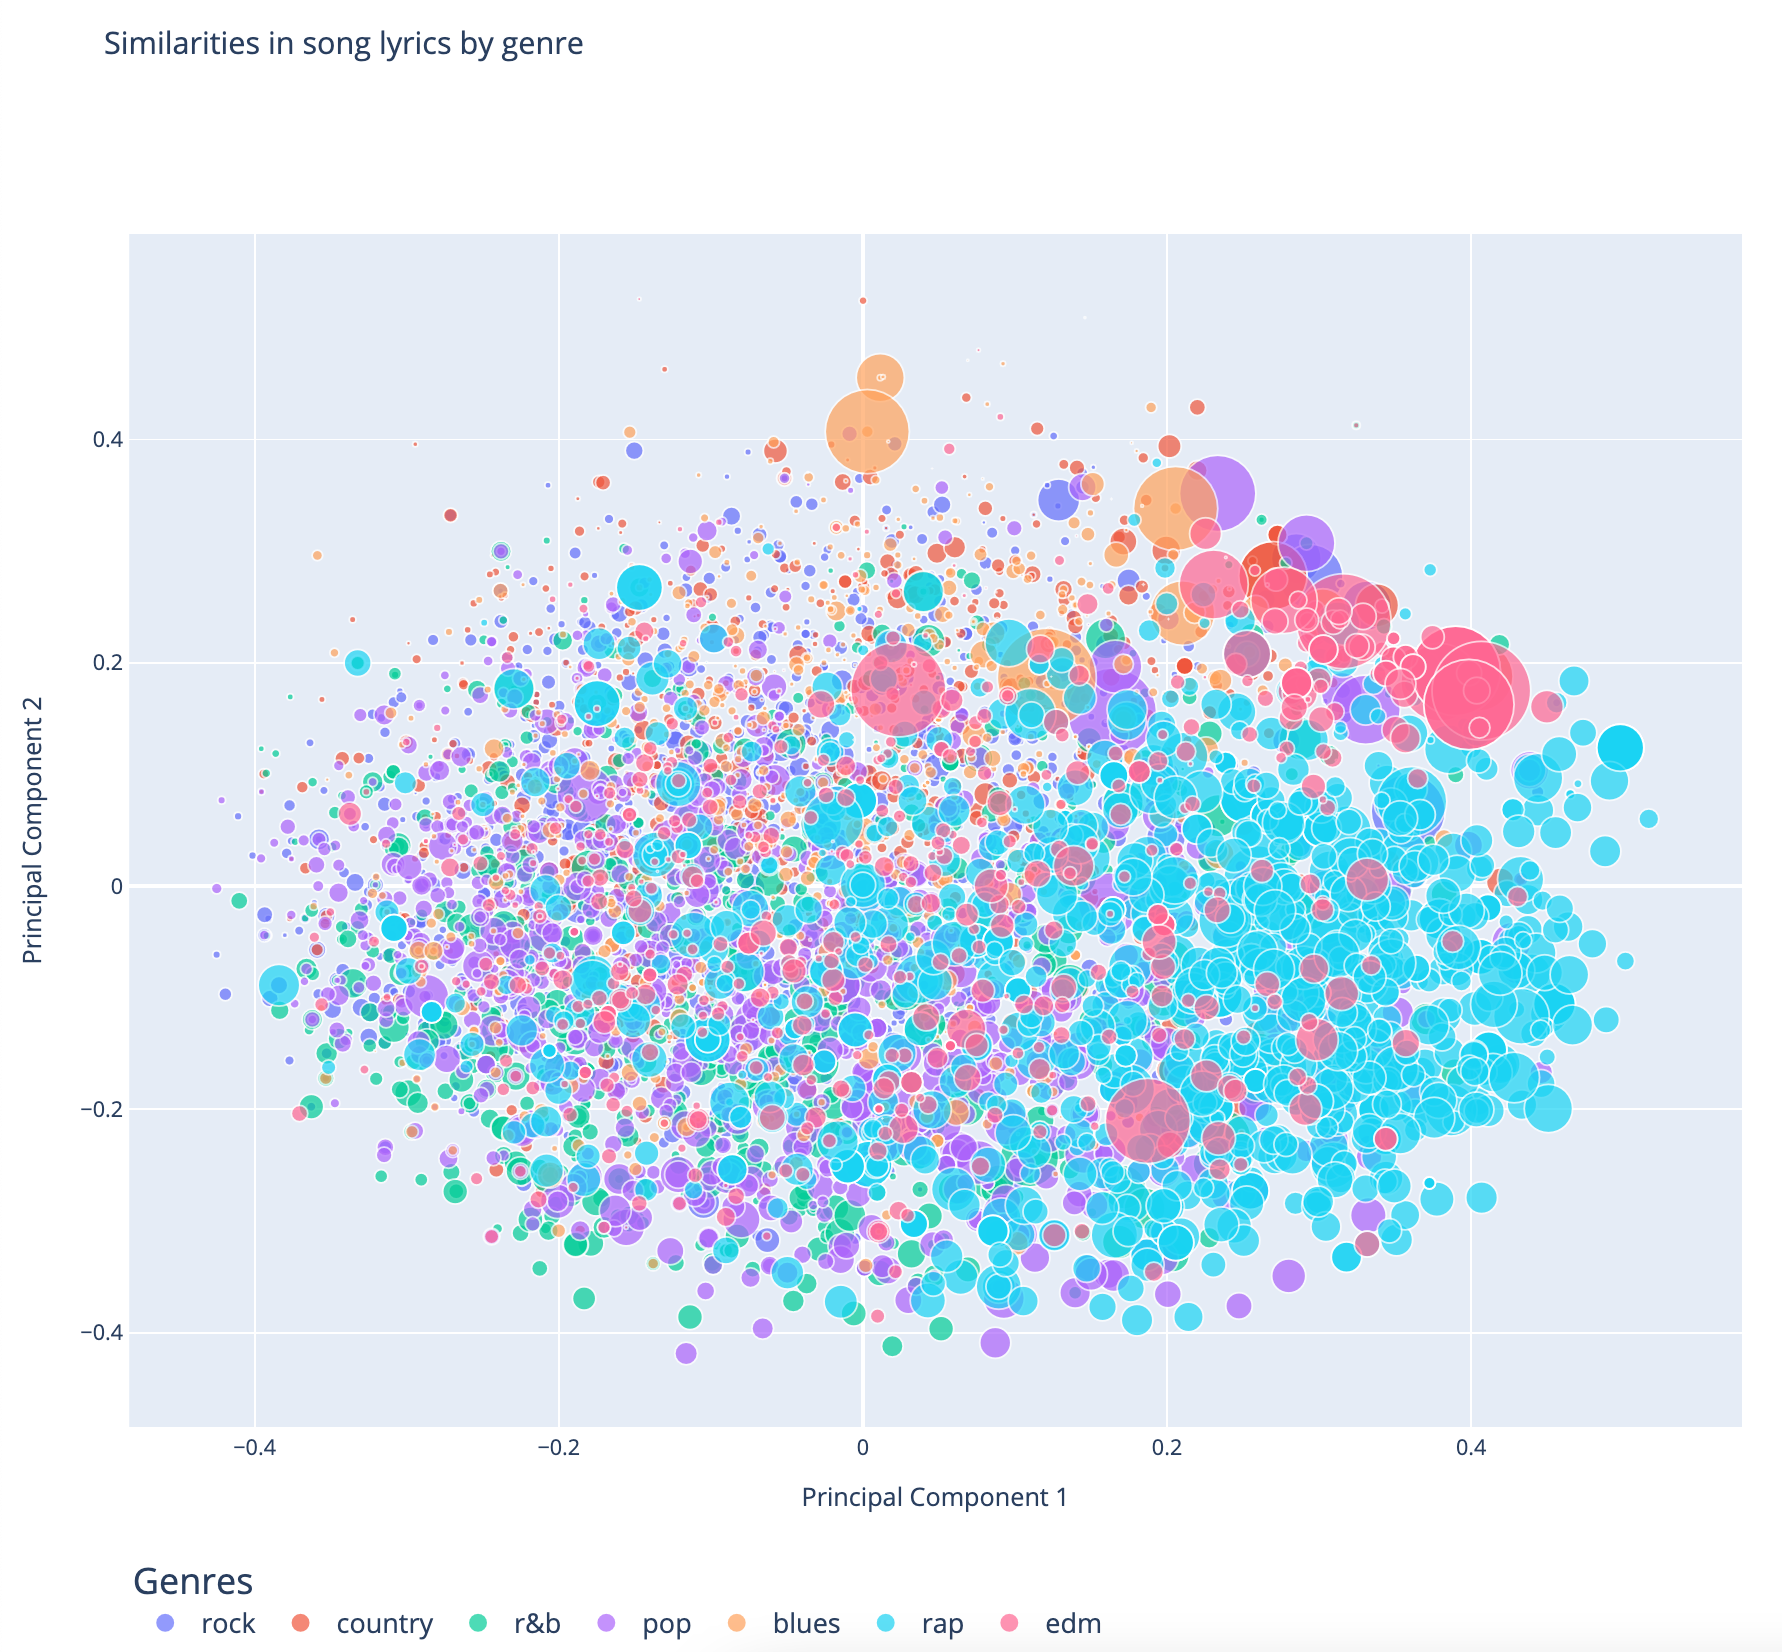 Similarities in song lyrics by genre
Principal Component 2
0.4
0.2
0
−0.2
−0.4
−0.4
−0.2
0
0.2
0.4
Principal Component 1
Genres
rock
country
r&b
pop
blues
rap
edm